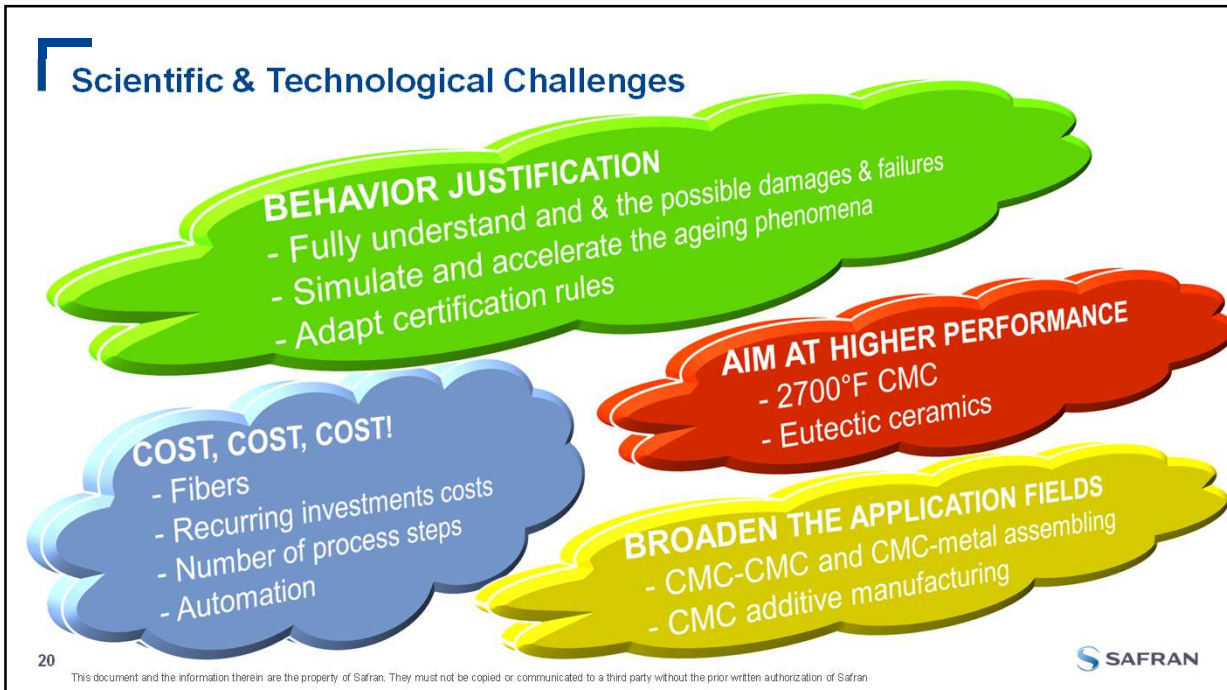 Scientific & Technological Challenges
BEHAVIOR JUSTIFICATION
- Fully understand and & the possible damages & failures
- Simulate and accelerate the ageing phenomena
- Adapt certification rules
AIM AT HIGHER PERFORMANCE
- 2700°F CMC
- Eutectic ceramics
COST, COST, COST!
- Fibers
- Recurring investments costs
- Number of process steps
- Automation
BROADEN THE APPLICATION FIELDS
- CMC-CMC and CMC-metal assembling
- CMC additive manufacturing
20
This document and the information therein are the property of Safran. They must not be copied or communicated to a third party without the prior written authorization of Safran
SAFRAN